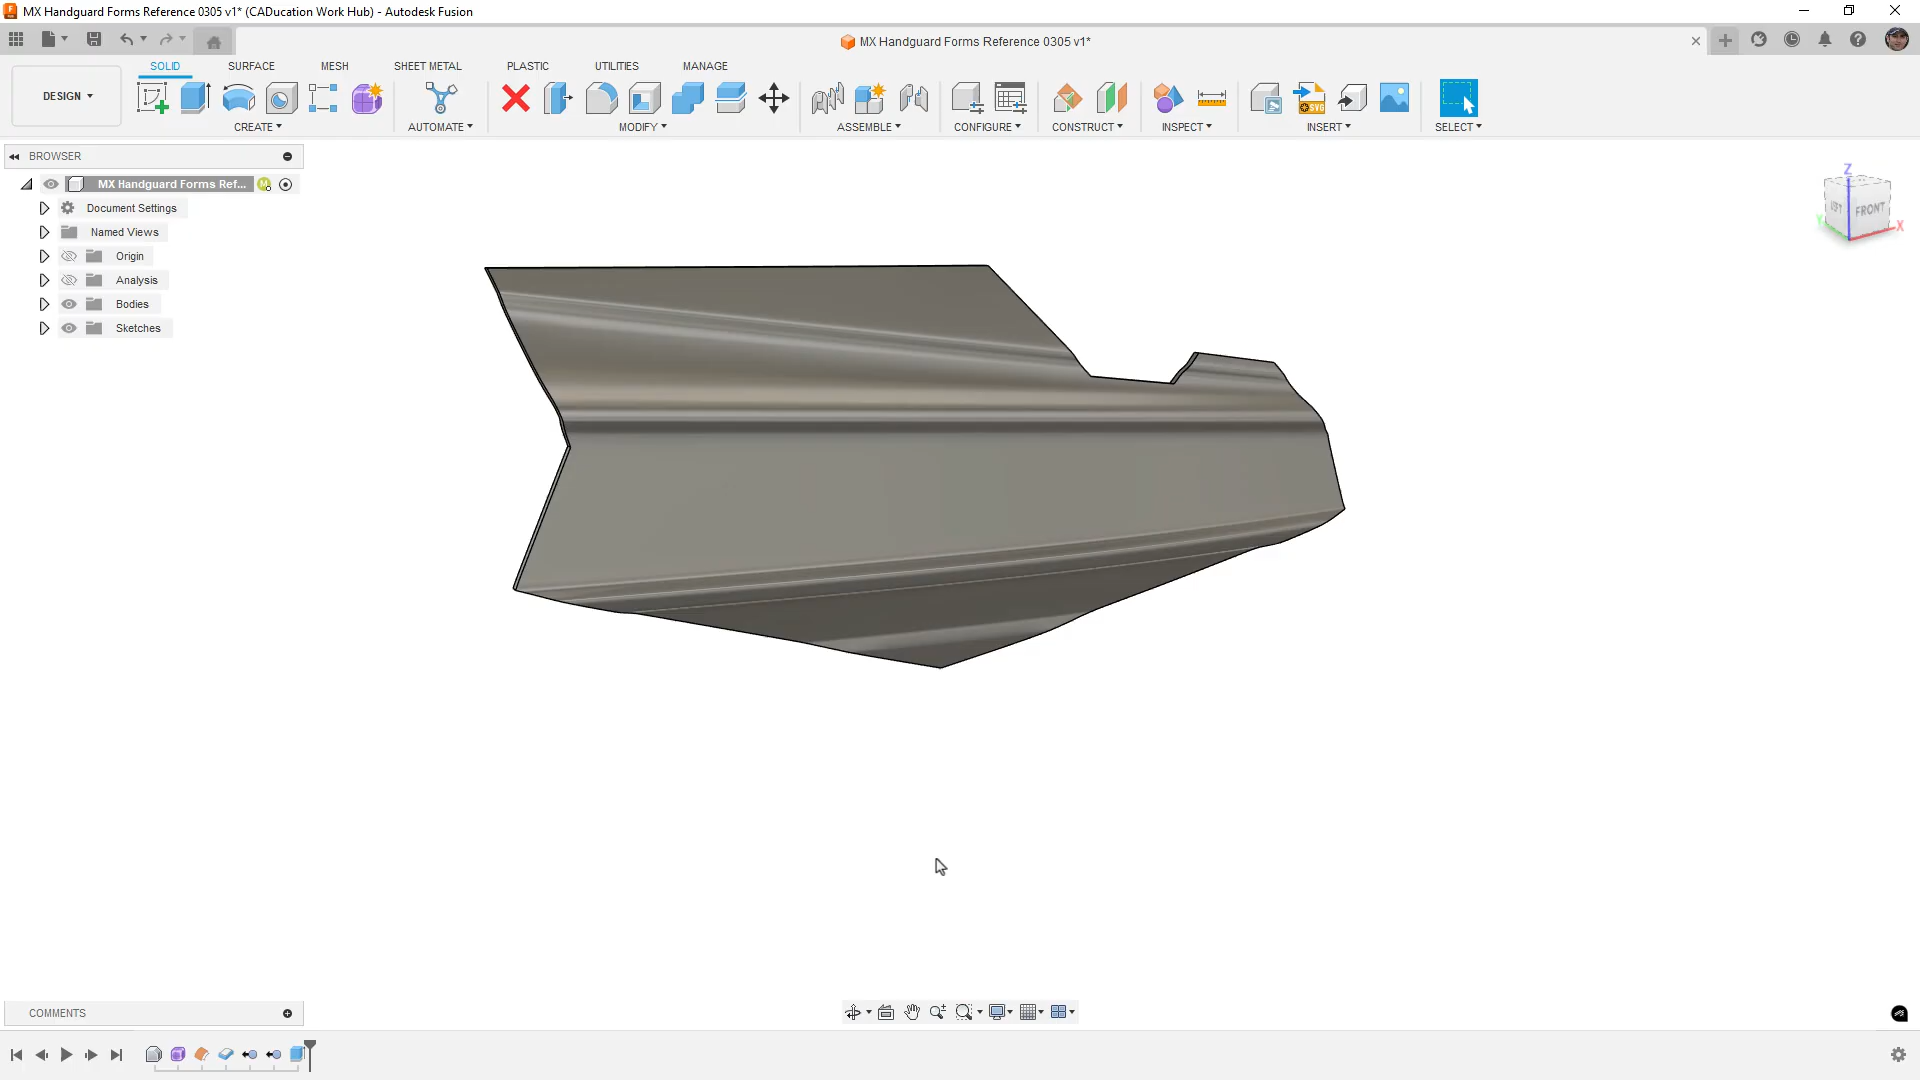 MX Handguard Forms Reference 0305 v1* (CADucation Work Hub) - Autodesk Fusion
MX Handguard Forms Reference 0305 v1*
SOLID SURFACE MESH SHEET METAL PLASTIC UTILITIES MANAGE
DESIGN
CREATE AUTOMATE MODIFY ASSEMBLE CONFIGURE CONSTRUCT INSPECT INSERT SELECT
BROWSER
MX Handguard Forms Ref...
Document Settings
Named Views
Origin
Analysis
Bodies
Sketches
Z
LEFT FRONT
Y X
COMMENTS